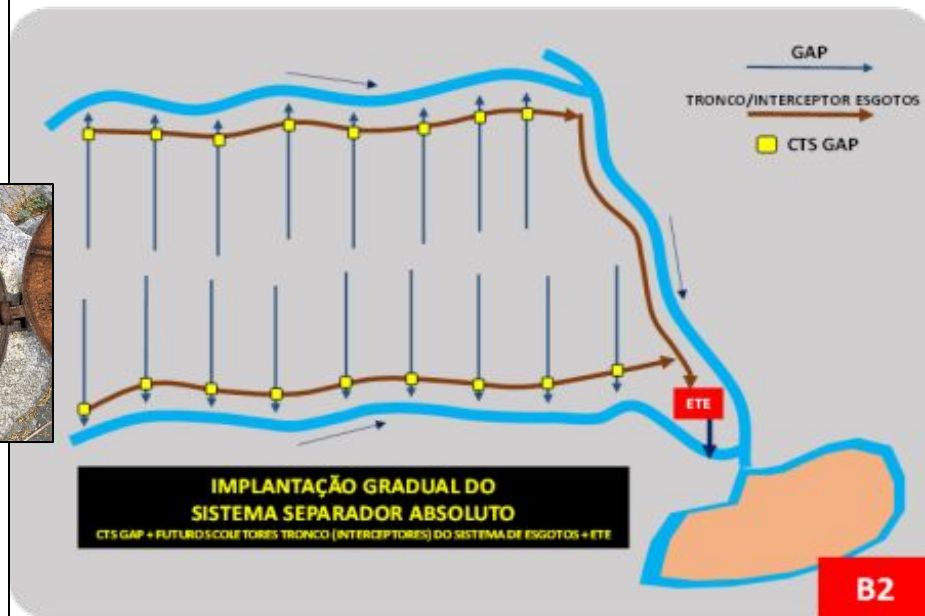 GAP
TRONCO/INTERCEPTOR ESGOTOS
CTS GAP
ETE
IMPLANTAÇÃO GRADUAL DO
SISTEMA SEPARADOR ABSOLUTO
CTS GAP + FUTUROS COLETORES TRONCO (INTERCEPTORES) DO SISTEMA DE ESGOTOS + ETE
B2